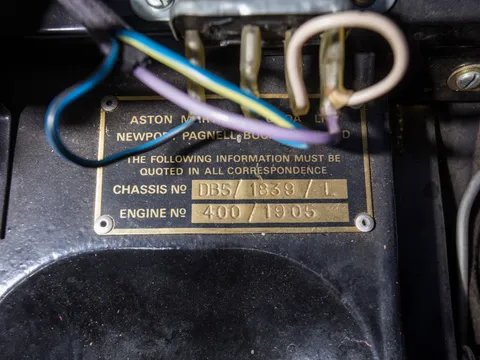 ASTON
NEWPORT PAGNELL
THE FOLLOWING INFORMATION MUST BE
QUOTED IN ALL CORRESPONDENCE.
CHASSIS Nº DB5/1839/L
ENGINE Nº 400/1905